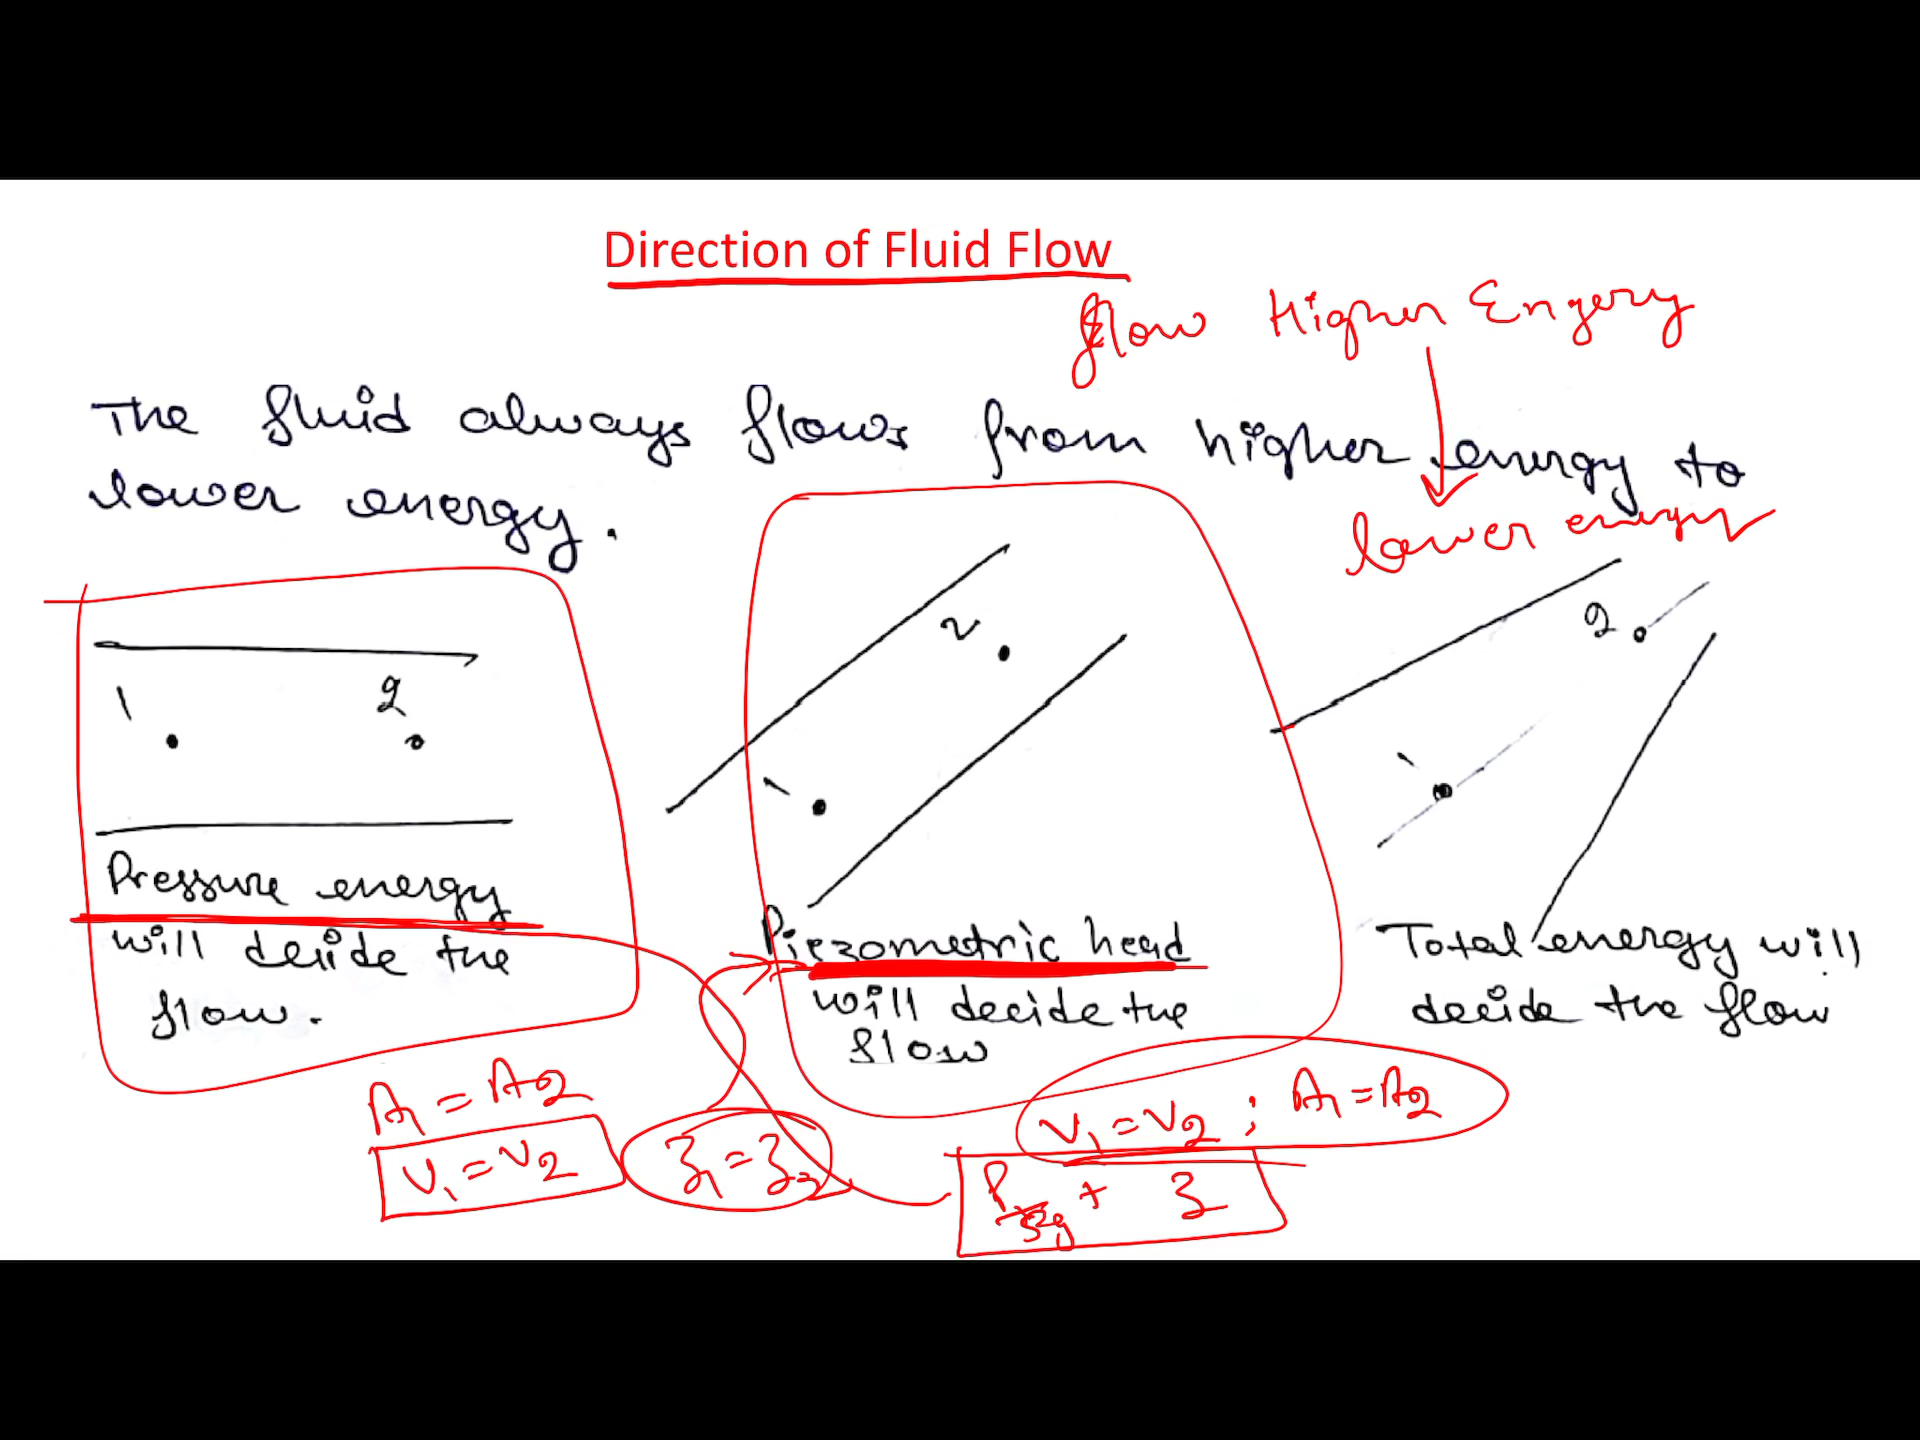 Direction of Fluid Flow
flow Higher Engery
The fluid always flows from higher energy to
lower energy.
lower energy
1
2
Pressure energy
will decide the
flow.
2
1
Piezometric head
will decide the
flow
2
1
Total energy will
decide the flow
A1 = A2
V1 = V2
z1 = z2
V1 = V2 ; A1 = A2
P/ρg + z